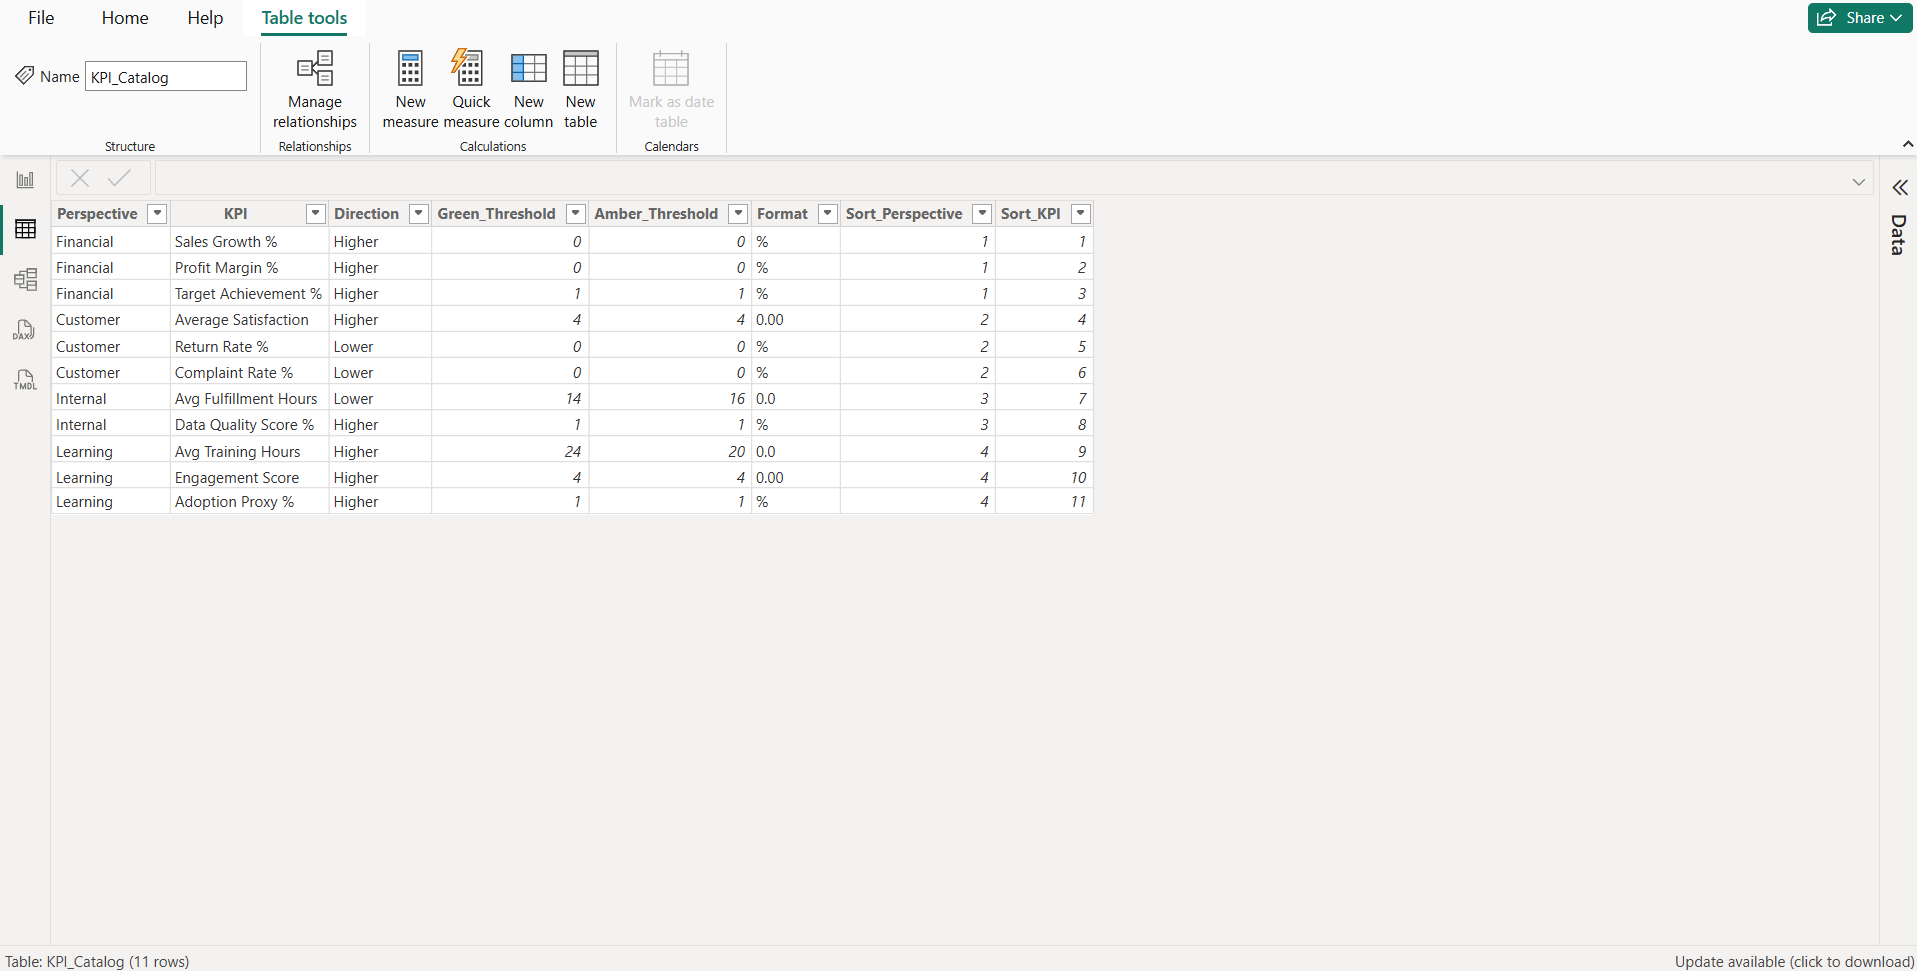 File Home Help Table tools Share
Name KPI_Catalog
Manage relationships
New measure
Quick measure
New column
New table
Mark as date table
Structure Relationships Calculations Calendars
Perspective KPI Direction Green_Threshold Amber_Threshold Format Sort_Perspective Sort_KPI
Financial Sales Growth % Higher 0 0 % 1 1
Financial Profit Margin % Higher 0 0 % 1 2
Financial Target Achievement % Higher 1 1 % 1 3
Customer Average Satisfaction Higher 4 4 0.00 2 4
Customer Return Rate % Lower 0 0 % 2 5
Customer Complaint Rate % Lower 0 0 % 2 6
Internal Avg Fulfillment Hours Lower 14 16 0.0 3 7
Internal Data Quality Score % Higher 1 1 % 3 8
Learning Avg Training Hours Higher 24 20 0.0 4 9
Learning Engagement Score Higher 4 4 0.00 4 10
Learning Adoption Proxy % Higher 1 1 % 4 11
DAX
TMDL
Data
Table: KPI_Catalog (11 rows) Update available (click to download)